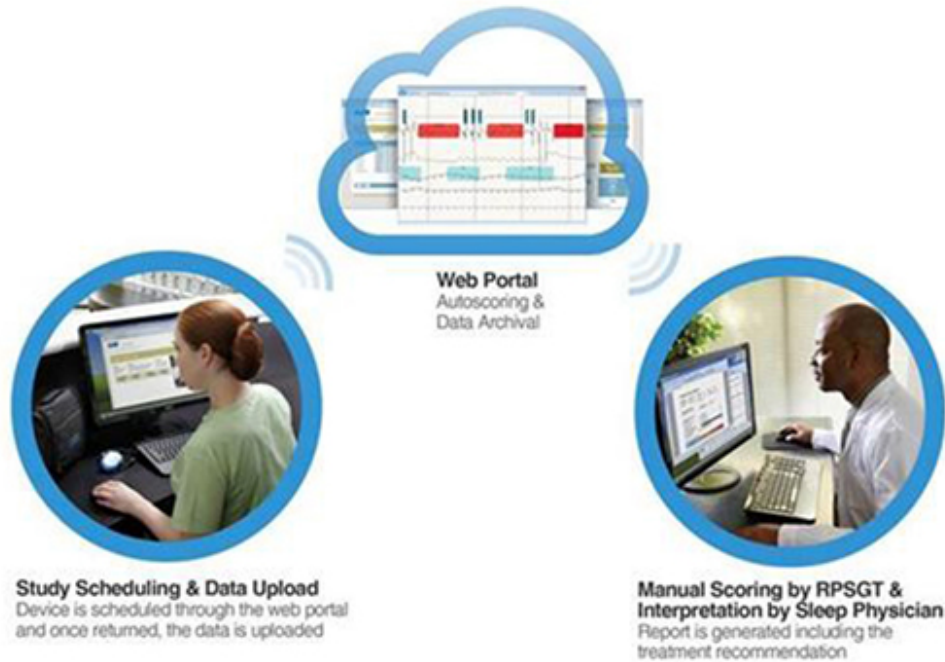 Web Portal
Autoscoring &
Data Archival
Study Scheduling & Data Upload
Device is scheduled through the web portal
and once returned, the data is uploaded
Manual Scoring by RPSGT &
Interpretation by Sleep Physician
Report is generated including the
treatment recommendation